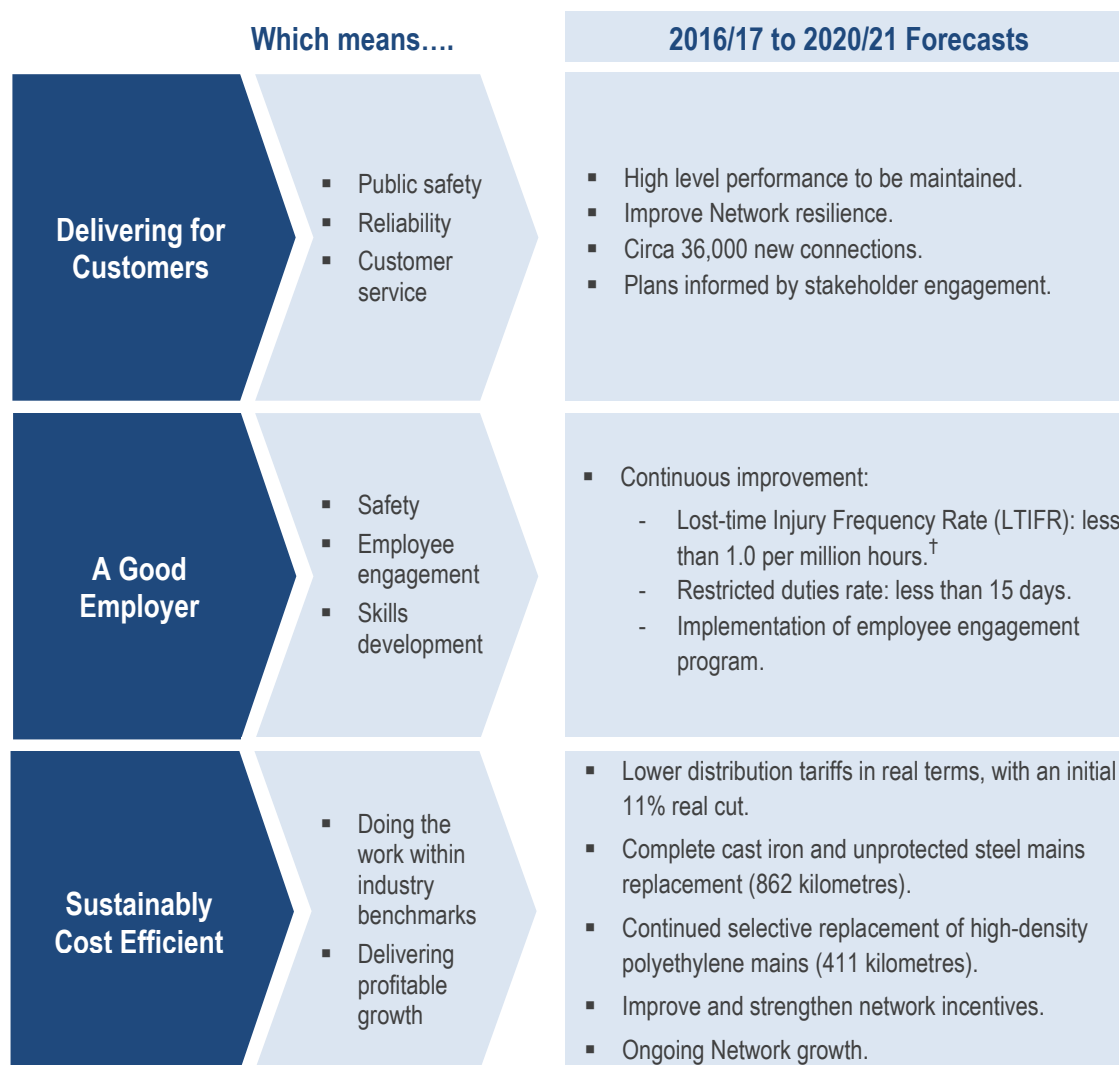 Which means….
2016/17 to 2020/21 Forecasts
Delivering for
Customers
▪ Public safety
▪ Reliability
▪ Customer
service
▪ High level performance to be maintained.
▪ Improve Network resilience.
▪ Circa 36,000 new connections.
▪ Plans informed by stakeholder engagement.
A Good
Employer
▪ Safety
▪ Employee
engagement
▪ Skills
development
▪ Continuous improvement:
- Lost-time Injury Frequency Rate (LTIFR): less
than 1.0 per million hours.†
- Restricted duties rate: less than 15 days.
- Implementation of employee engagement
program.
Sustainably
Cost Efficient
▪ Doing the
work within
industry
benchmarks
▪ Delivering
profitable
growth
▪ Lower distribution tariffs in real terms, with an initial
11% real cut.
▪ Complete cast iron and unprotected steel mains
replacement (862 kilometres).
▪ Continued selective replacement of high-density
polyethylene mains (411 kilometres).
▪ Improve and strengthen network incentives.
▪ Ongoing Network growth.